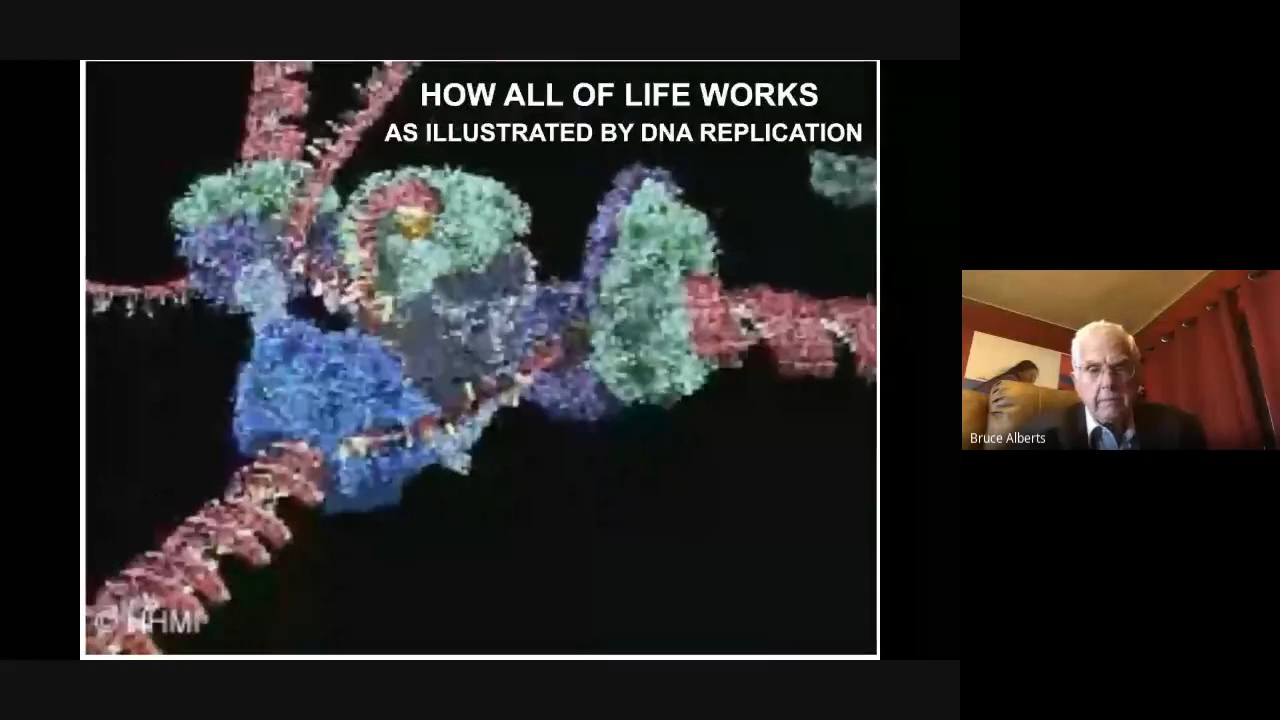 HOW ALL OF LIFE WORKS
AS ILLUSTRATED BY DNA REPLICATION
© HHMI
Bruce Alberts